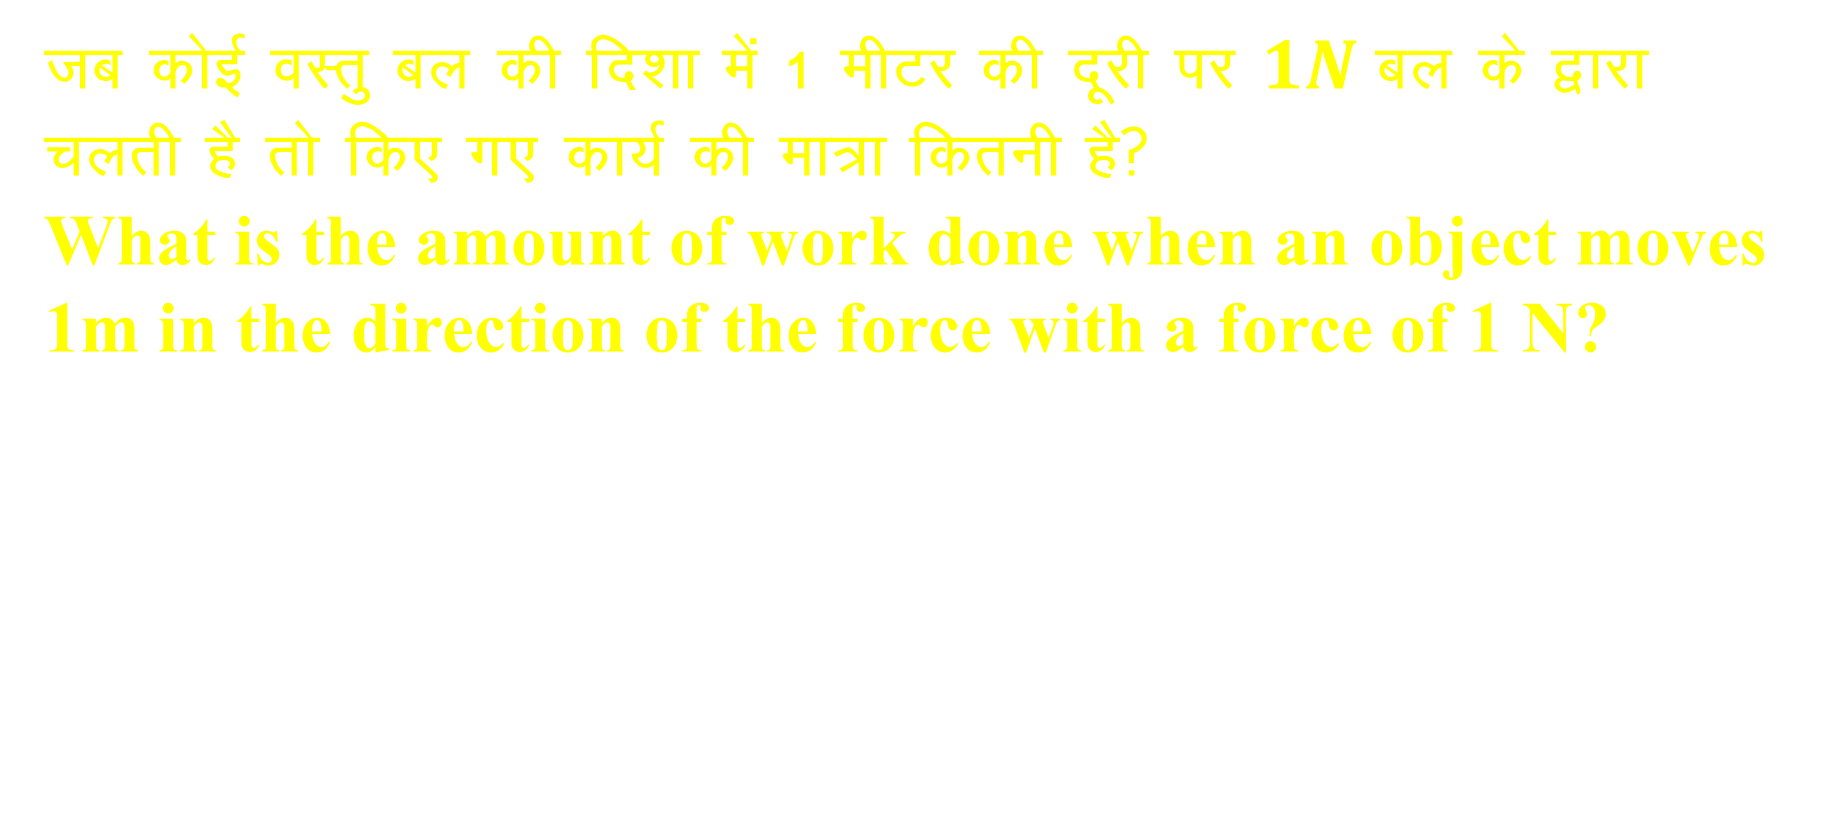 जब कोई वस्तु बल की दिशा में 1 मीटर की दूरी पर 1N बल के द्वारा
चलती है तो किए गए कार्य की मात्रा कितनी है?
What is the amount of work done when an object moves
1m in the direction of the force with a force of 1 N?